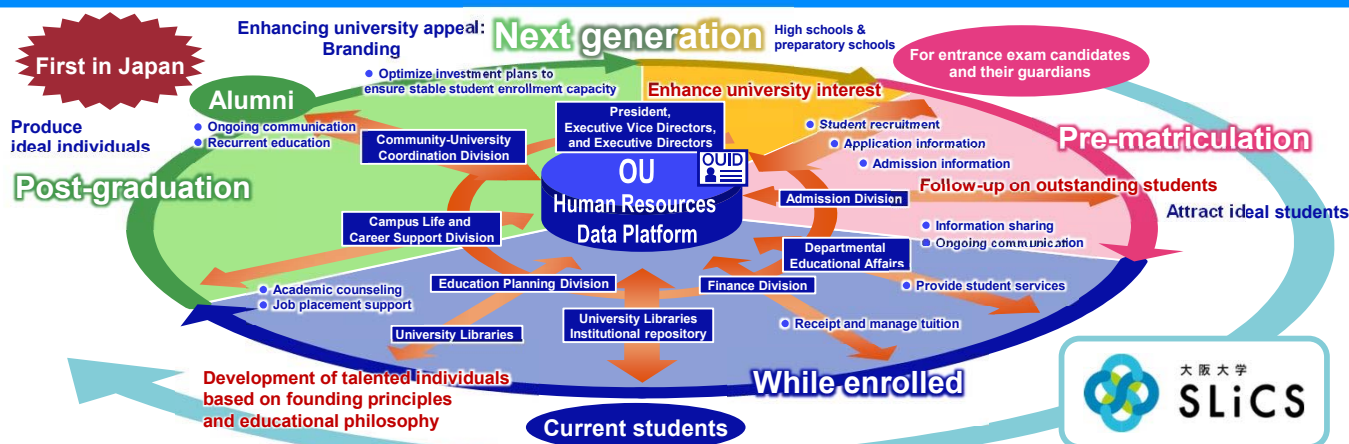 First in Japan
Enhancing university appeal:
Branding
Next generation
High schools &
preparatory schools
For entrance exam candidates
and their guardians
Optimize investment plans to
ensure stable student enrollment capacity
Enhance university interest
Alumni
Produce
ideal individuals
Ongoing communication
Recurrent education
Community-University
Coordination Division
President,
Executive Vice Directors,
and Executive Directors
Student recruitment
Application information
Admission information
Pre-matriculation
Post-graduation
OU
Human Resources
Data Platform
OUID
Admission Division
Follow-up on outstanding students
Attract ideal students
Campus Life and
Career Support Division
Information sharing
Ongoing communication
Departmental
Educational Affairs
Education Planning Division
Finance Division
Provide student services
Academic counseling
Job placement support
University Libraries
University Libraries
Institutional repository
Receipt and manage tuition
Development of talented individuals
based on founding principles
and educational philosophy
While enrolled
Current students
大阪大学
SLiCS